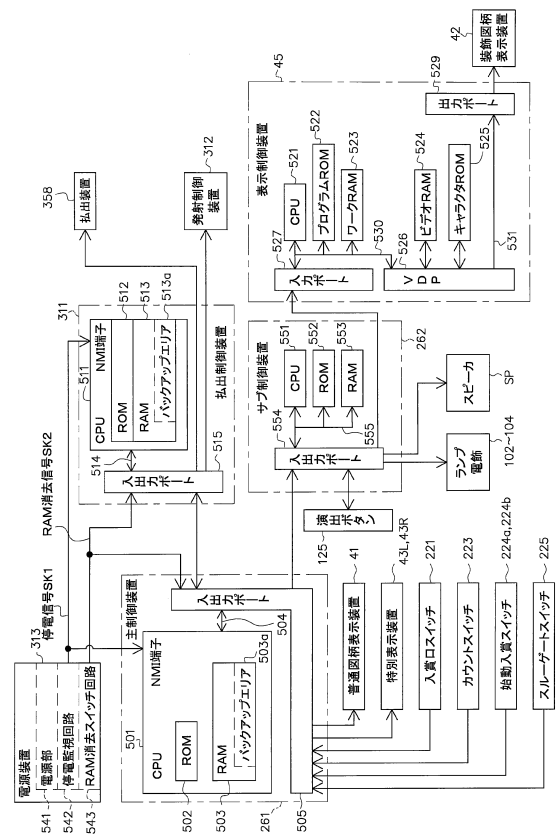 電源装置
313
電源部
541
停電監視回路
542
RAM消去スイッチ回路
543
停電信号SK1
RAM消去信号SK2
主制御装置
261
CPU
501
NMI端子
ROM
502
RAM
503
バックアップエリア
503a
504
入出力ポート
505
311
払出制御装置
CPU
511
NMI端子
ROM
512
RAM
513
バックアップエリア
513a
514
入出力ポート
515
358
払出装置
312
発射制御
装置
サブ制御装置
262
CPU
551
ROM
552
RAM
553
554
入出力ポート
555
演出ボタン
125
スピーカ
SP
ランプ
電飾
102~104
表示制御装置
45
CPU
521
プログラムROM
522
ワークRAM
523
ビデオRAM
524
キャラクタROM
525
527
入力ポート
530
526
VDP
531
出力ポート
529
装飾図柄
表示装置
42
普通図柄表示装置
41
特別表示装置
43L,43R
入賞口スイッチ
221
カウントスイッチ
223
始動入賞スイッチ
224a,224b
スルーゲートスイッチ
225